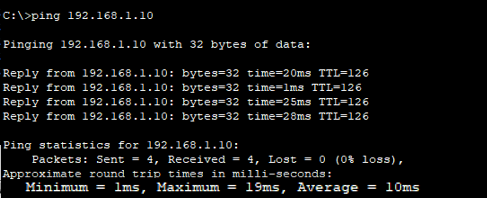 C:\>ping 192.168.1.10
Pinging 192.168.1.10 with 32 bytes of data:
Reply from 192.168.1.10: bytes=32 time=20ms TTL=126
Reply from 192.168.1.10: bytes=32 time=1ms TTL=126
Reply from 192.168.1.10: bytes=32 time=25ms TTL=126
Reply from 192.168.1.10: bytes=32 time=28ms TTL=126
Ping statistics for 192.168.1.10:
Packets: Sent = 4, Received = 4, Lost = 0 (0% loss),
Approximate round trip times in milli-seconds:
Minimum = 1ms, Maximum = 19ms, Average = 10ms